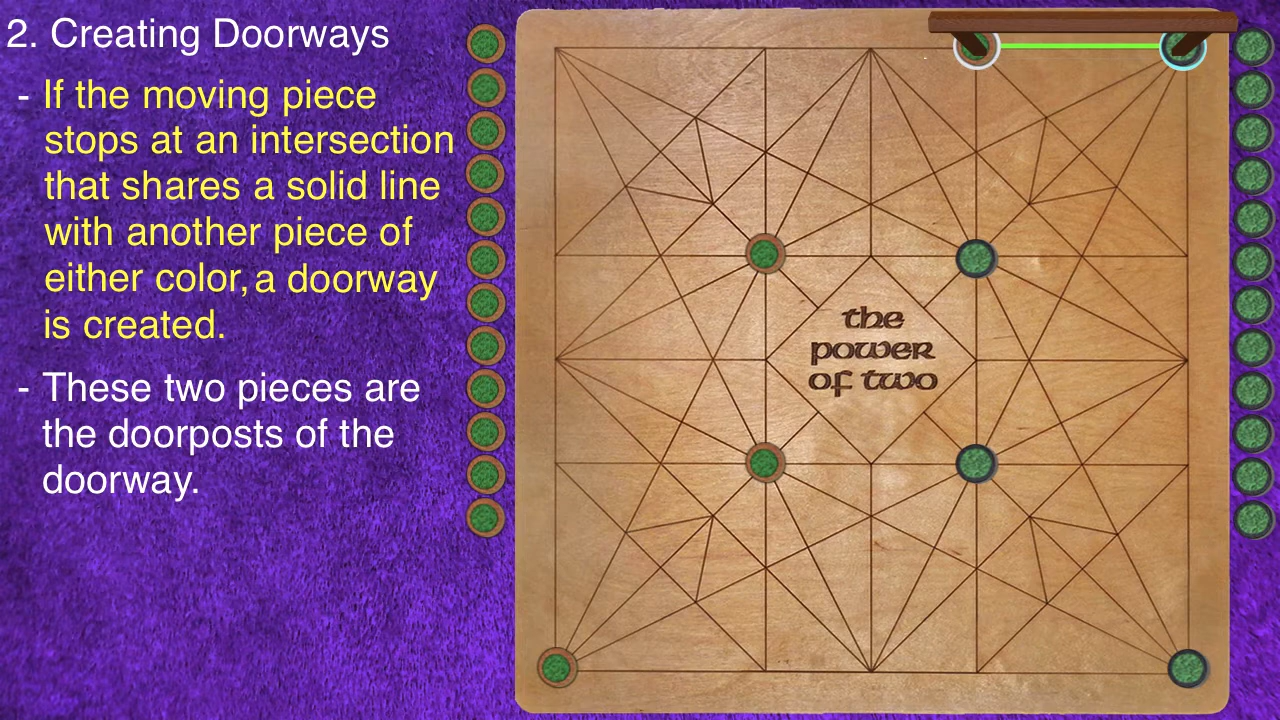 2. Creating Doorways
- If the moving piece
stops at an intersection
that shares a solid line
with another piece of
either color, a doorway
is created.
- These two pieces are
the doorposts of the
doorway.
the
power
of two